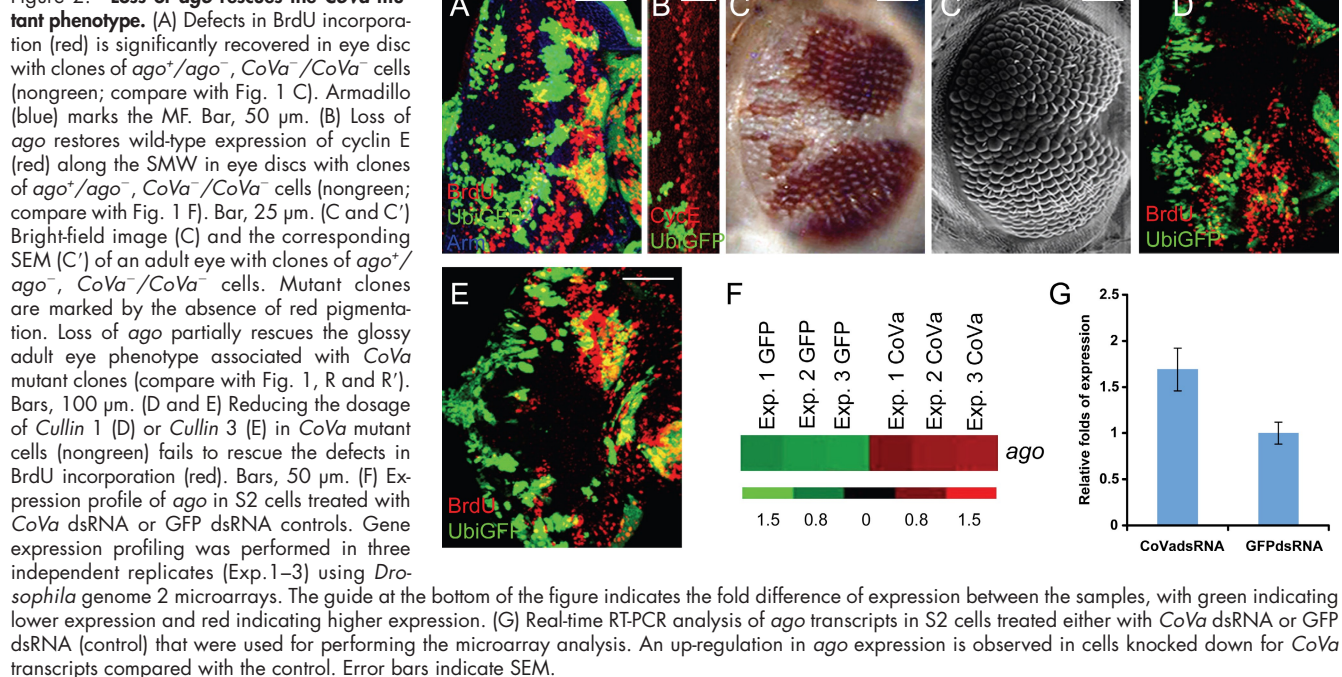 Figure 2. Loss of ago rescues the CoVa mu-
tant phenotype. (A) Defects in BrdU incorpora-
tion (red) is significantly recovered in eye disc
with clones of ago⁺/ago⁻, CoVa⁻/CoVa⁻ cells
(nongreen; compare with Fig. 1 C). Armadillo
(blue) marks the MF. Bar, 50 µm. (B) Loss of
ago restores wild-type expression of cyclin E
(red) along the SMW in eye discs with clones
of ago⁺/ago⁻, CoVa⁻/CoVa⁻ cells (nongreen;
compare with Fig. 1 F). Bar, 25 µm. (C and C′)
Bright-field image (C) and the corresponding
SEM (C′) of an adult eye with clones of ago⁺/
ago⁻, CoVa⁻/CoVa⁻ cells. Mutant clones
are marked by the absence of red pigmenta-
tion. Loss of ago partially rescues the glossy
adult eye phenotype associated with CoVa
mutant clones (compare with Fig. 1, R and R′).
Bars, 100 µm. (D and E) Reducing the dosage
of Cullin 1 (D) or Cullin 3 (E) in CoVa mutant
cells (nongreen) fails to rescue the defects in
BrdU incorporation (red). Bars, 50 µm. (F) Ex-
pression profile of ago in S2 cells treated with
CoVa dsRNA or GFP dsRNA controls. Gene
expression profiling was performed in three
independent replicates (Exp.1–3) using Dro-
sophila genome 2 microarrays. The guide at the bottom of the figure indicates the fold difference of expression between the samples, with green indicating
lower expression and red indicating higher expression. (G) Real-time RT-PCR analysis of ago transcripts in S2 cells treated either with CoVa dsRNA or GFP
dsRNA (control) that were used for performing the microarray analysis. An up-regulation in ago expression is observed in cells knocked down for CoVa
transcripts compared with the control. Error bars indicate SEM.
A
BrdU
UbiGFP
Arm
B
CycE
UbiGFP
C
C′
D
BrdU
UbiGFP
E
BrdU
UbiGFP
F
Exp. 1 GFP
Exp. 2 GFP
Exp. 3 GFP
Exp. 1 CoVa
Exp. 2 CoVa
Exp. 3 CoVa
ago
1.5 0.8 0 0.8 1.5
G
Relative folds of expression
2.5
2
1.5
1
0.5
0
CoVadsRNA GFPdsRNA